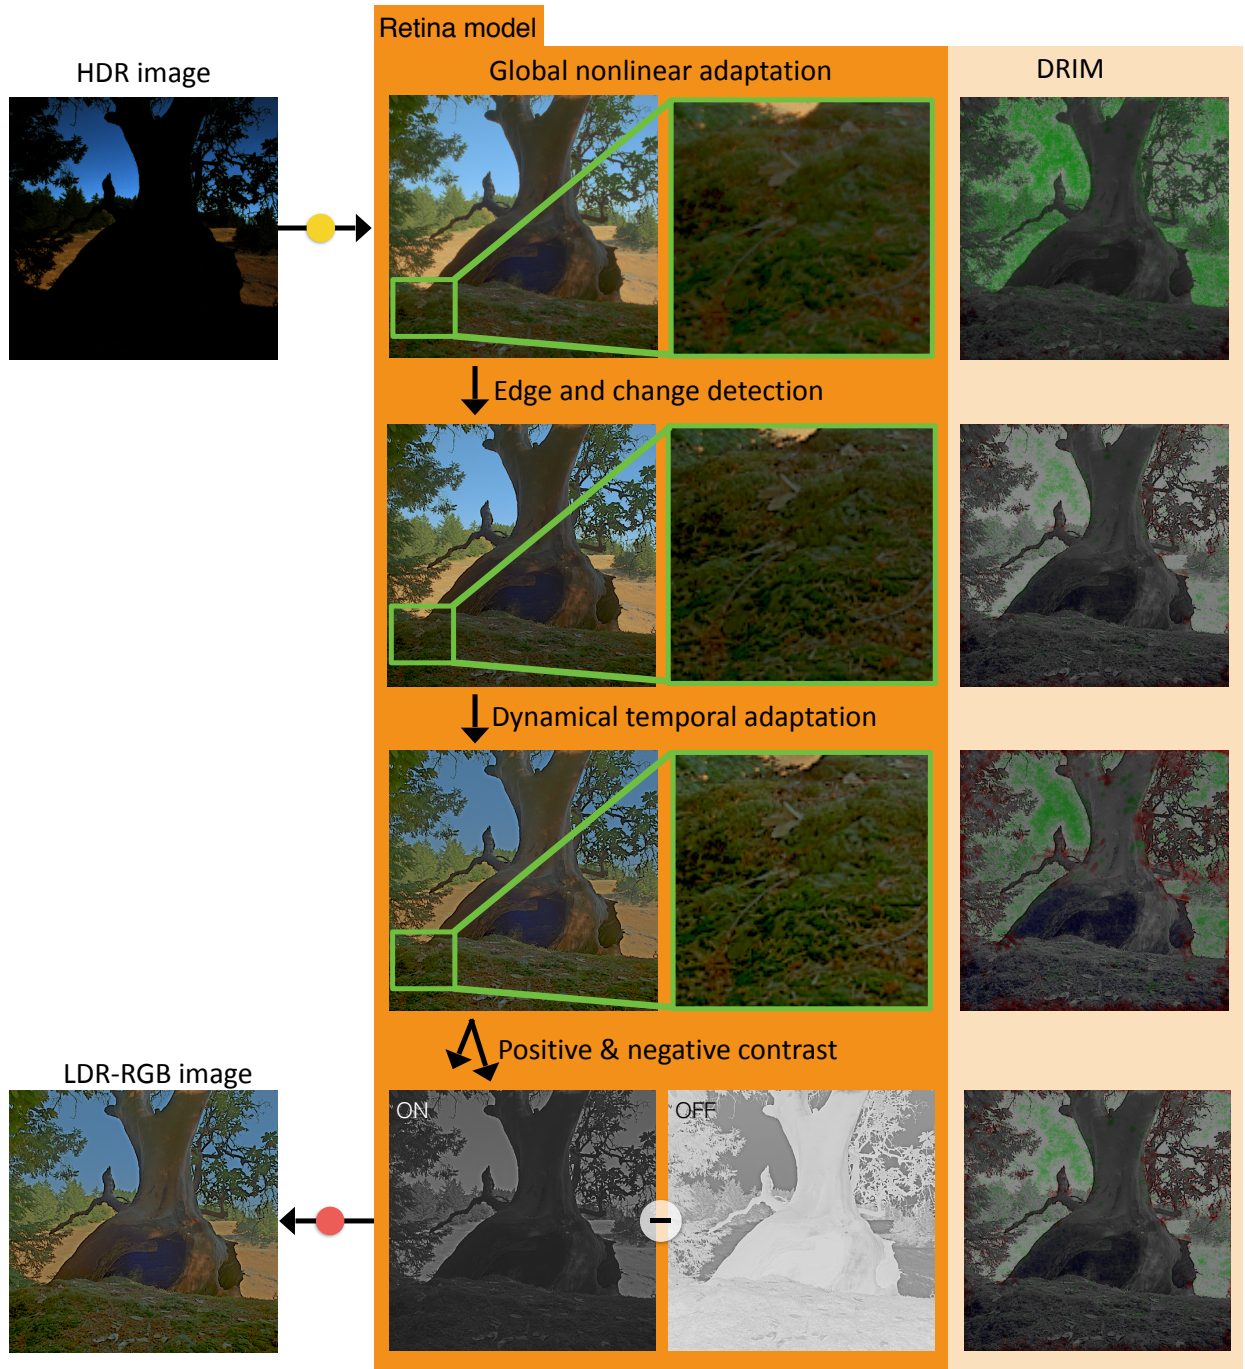 Retina model
HDR image
Global nonlinear adaptation
DRIM
Edge and change detection
Dynamical temporal adaptation
Positive & negative contrast
LDR-RGB image
ON
OFF